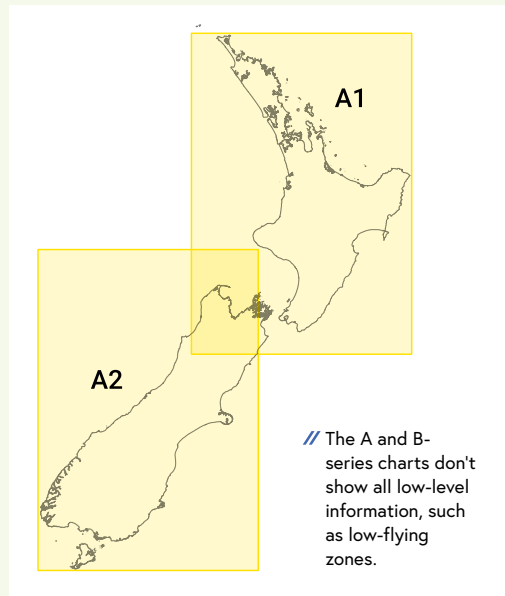 A1
A2
// The A and B-
series charts don't
show all low-level
information, such
as low-flying
zones.